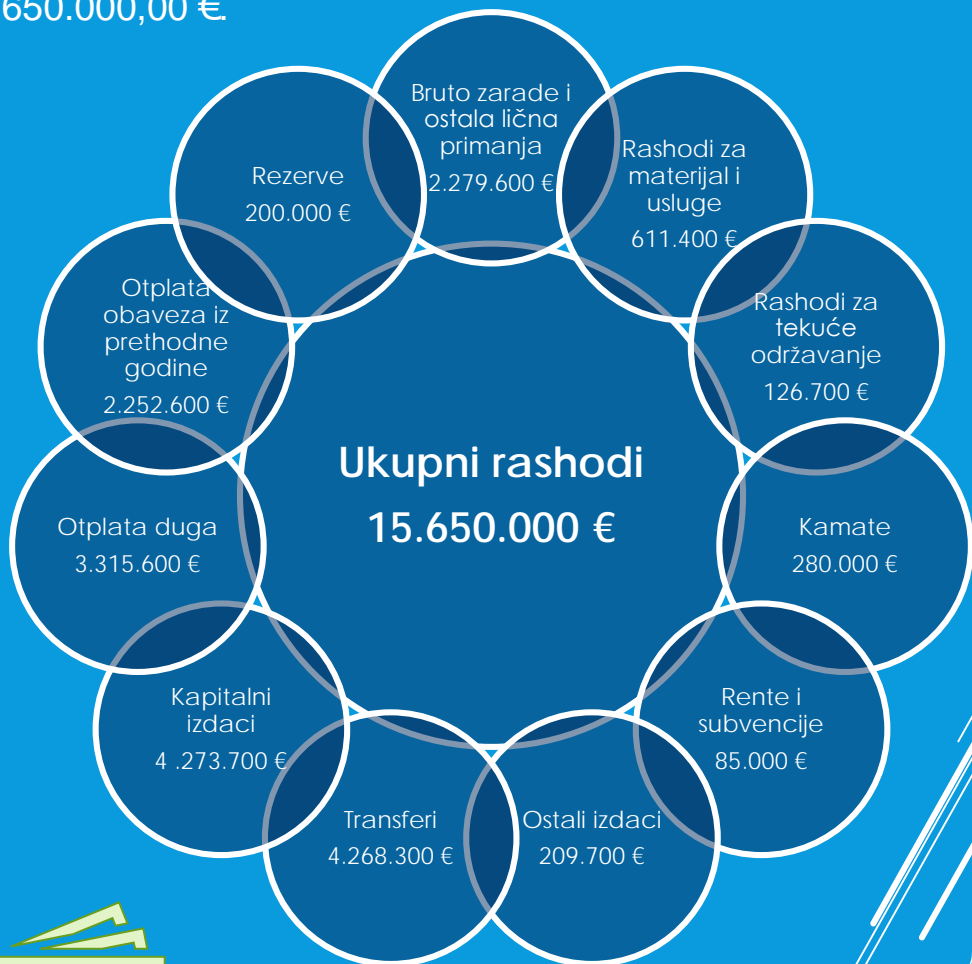 650.000,00 €.
Bruto zarade i
ostala lična
primanja
2.279.600 €
Rashodi za
materijal i
usluge
611.400 €
Rashodi za
tekuće
održavanje
126.700 €
Kamate
280.000 €
Rente i
subvencije
85.000 €
Ostali izdaci
209.700 €
Transferi
4.268.300 €
Kapitalni
izdaci
4 .273.700 €
Otplata duga
3.315.600 €
Otplata
obaveza iz
prethodne
godine
2.252.600 €
Rezerve
200.000 €
Ukupni rashodi
15.650.000 €